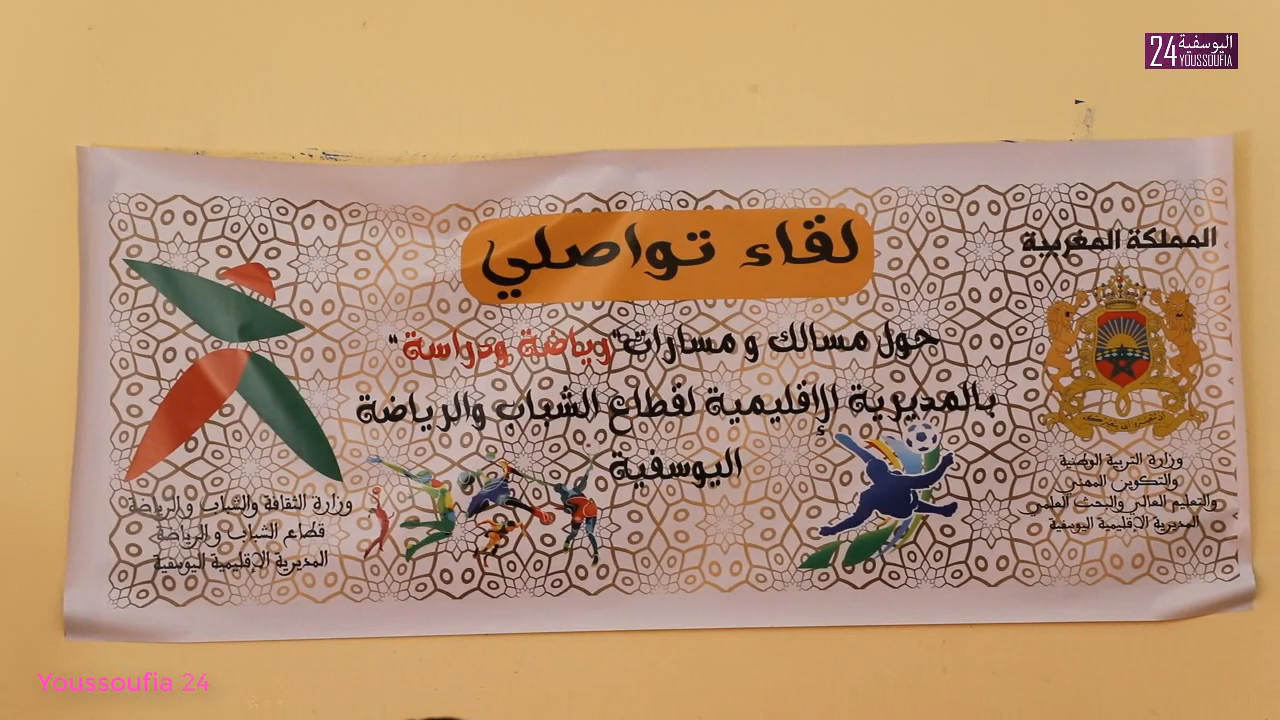 اليوسفية
24
YOUSSOUFIA
المملكة المغربية
لقاء تواصلي
حول مسالك و مسارات "رياضة ودراسة"
بالمديرية الإقليمية لقطاع الشباب والرياضة
اليوسفية
وزارة التربية الوطنية
والتكوين المهني
والتعليم العالي والبحث العلمي
المديرية الاقليمية اليوسفية
وزارة الثقافة والشباب والرياضة
قطاع الشباب و الرياضة
المديرية الإقليمية اليوسفية
Youssoufia 24